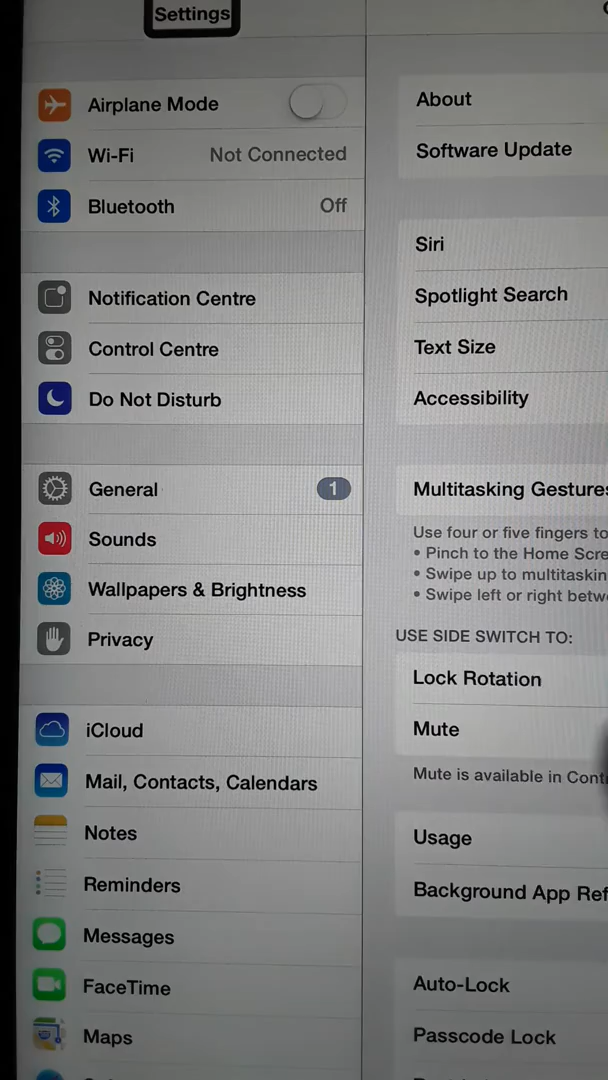 Settings
Airplane Mode
Wi-Fi Not Connected
Bluetooth Off
Notification Centre
Control Centre
Do Not Disturb
General 1
Sounds
Wallpapers & Brightness
Privacy
iCloud
Mail, Contacts, Calendars
Notes
Reminders
Messages
FaceTime
Maps
About
Software Update
Siri
Spotlight Search
Text Size
Accessibility
Multitasking Gestures
Use four or five fingers to
• Pinch to the Home Scre
• Swipe up to multitaskin
• Swipe left or right betw
USE SIDE SWITCH TO:
Lock Rotation
Mute
Mute is available in Cont
Usage
Background App Ref
Auto-Lock
Passcode Lock